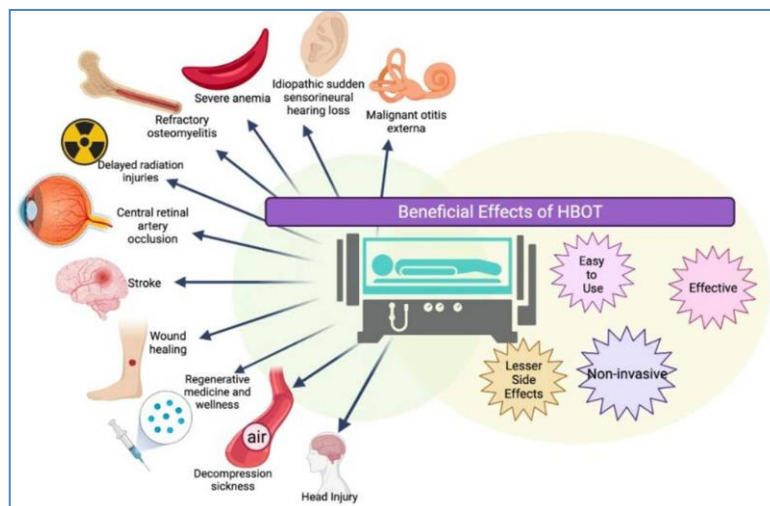 Severe anemia
Idiopathic sudden
sensorineural
hearing loss
Malignant otitis
externa
Refractory
osteomyelitis
Delayed radiation
injuries
Beneficial Effects of HBOT
Central retinal
artery
occlusion
Stroke
Wound
healing
Regenerative
medicine and
wellness
air
Decompression
sickness
Head Injury
Easy
to
Use
Effective
Lesser
Side
Effects
Non-invasive